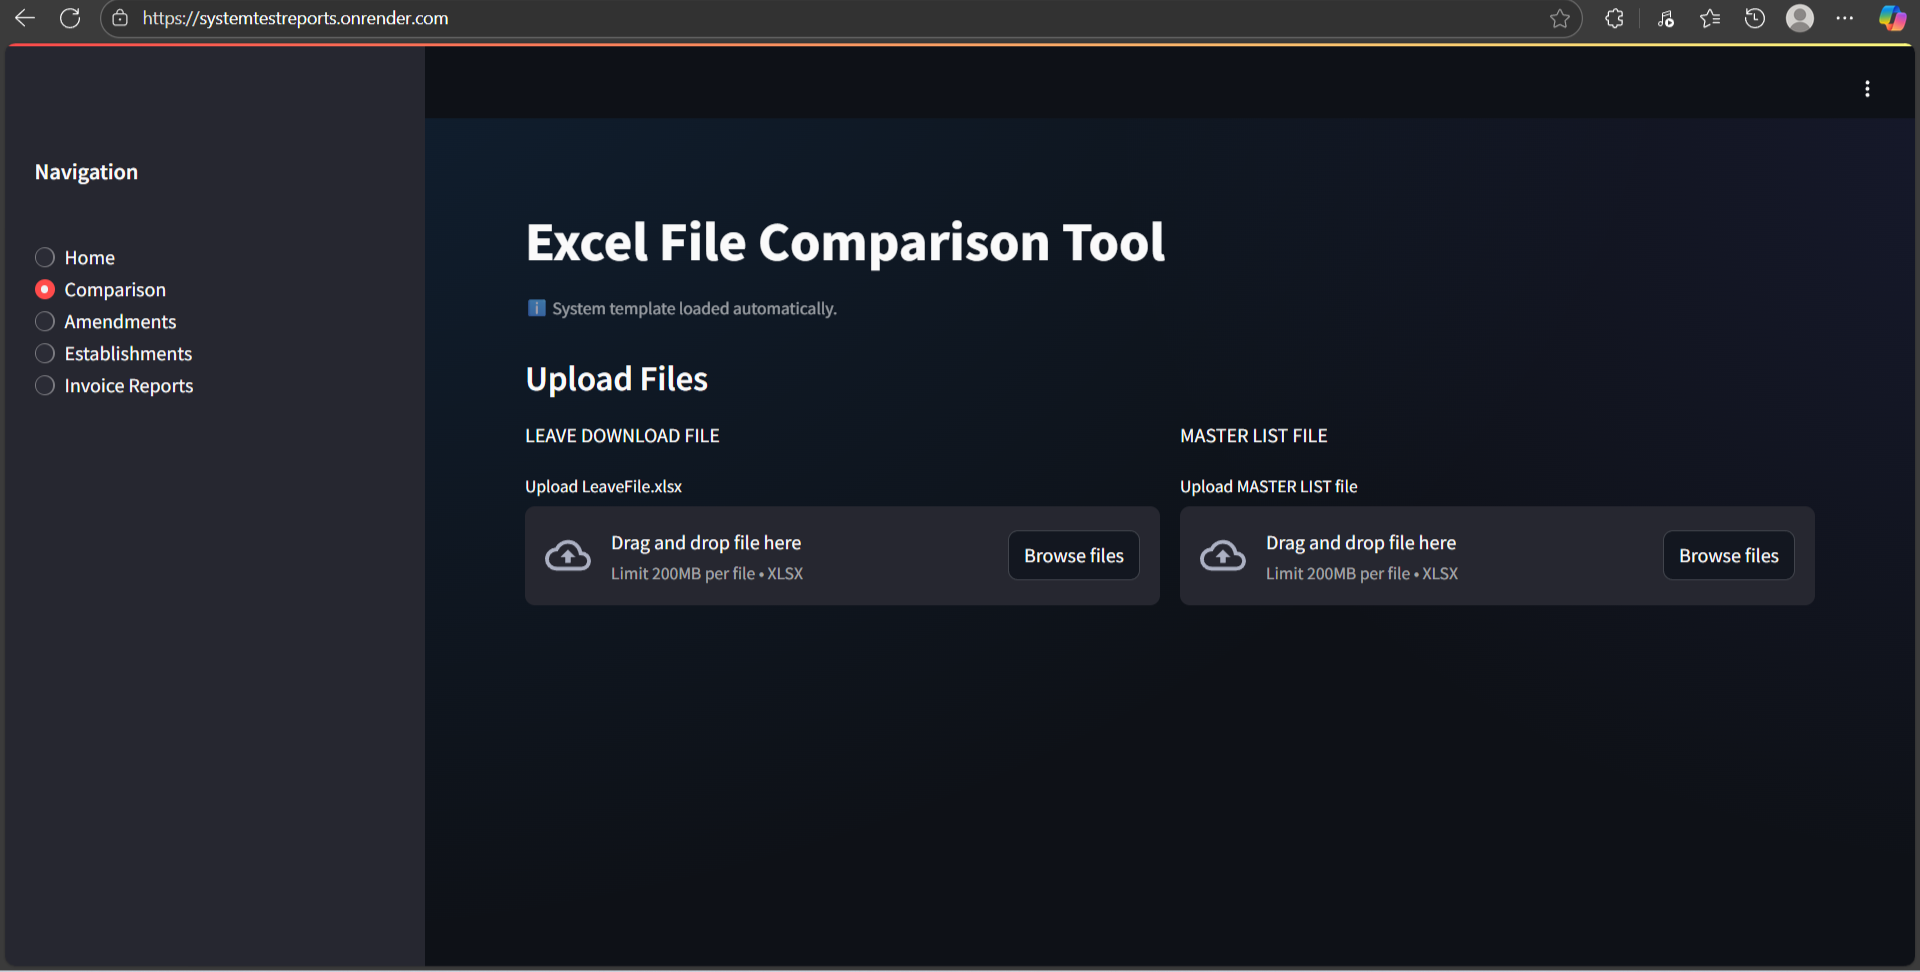 https://systemtestreports.onrender.com
Navigation
Home
Comparison
Amendments
Establishments
Invoice Reports
Excel File Comparison Tool
System template loaded automatically.
Upload Files
LEAVE DOWNLOAD FILE
Upload LeaveFile.xlsx
Drag and drop file here
Limit 200MB per file • XLSX
Browse files
MASTER LIST FILE
Upload MASTER LIST file
Drag and drop file here
Limit 200MB per file • XLSX
Browse files